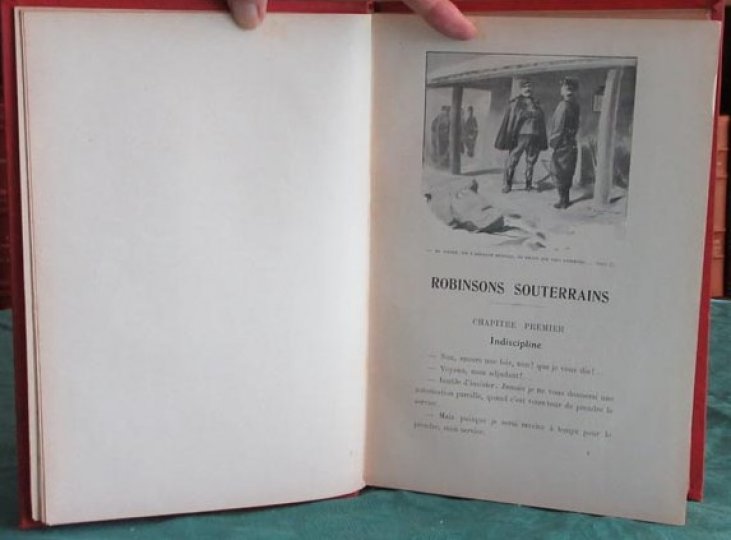 ROBINSONS SOUTERRAINS
CHAPITRE PREMIER
Indiscipline
— Non, encore une fois, non! que je vous dis!
— Voyons, mon adjudant!
— Inutile d'insister. Jamais je ne vous donnerai une
autorisation pareille, quand c'est votre tour de prendre le
service.
— Mais puisque je serai revenu à temps pour le
prendre, mon service.